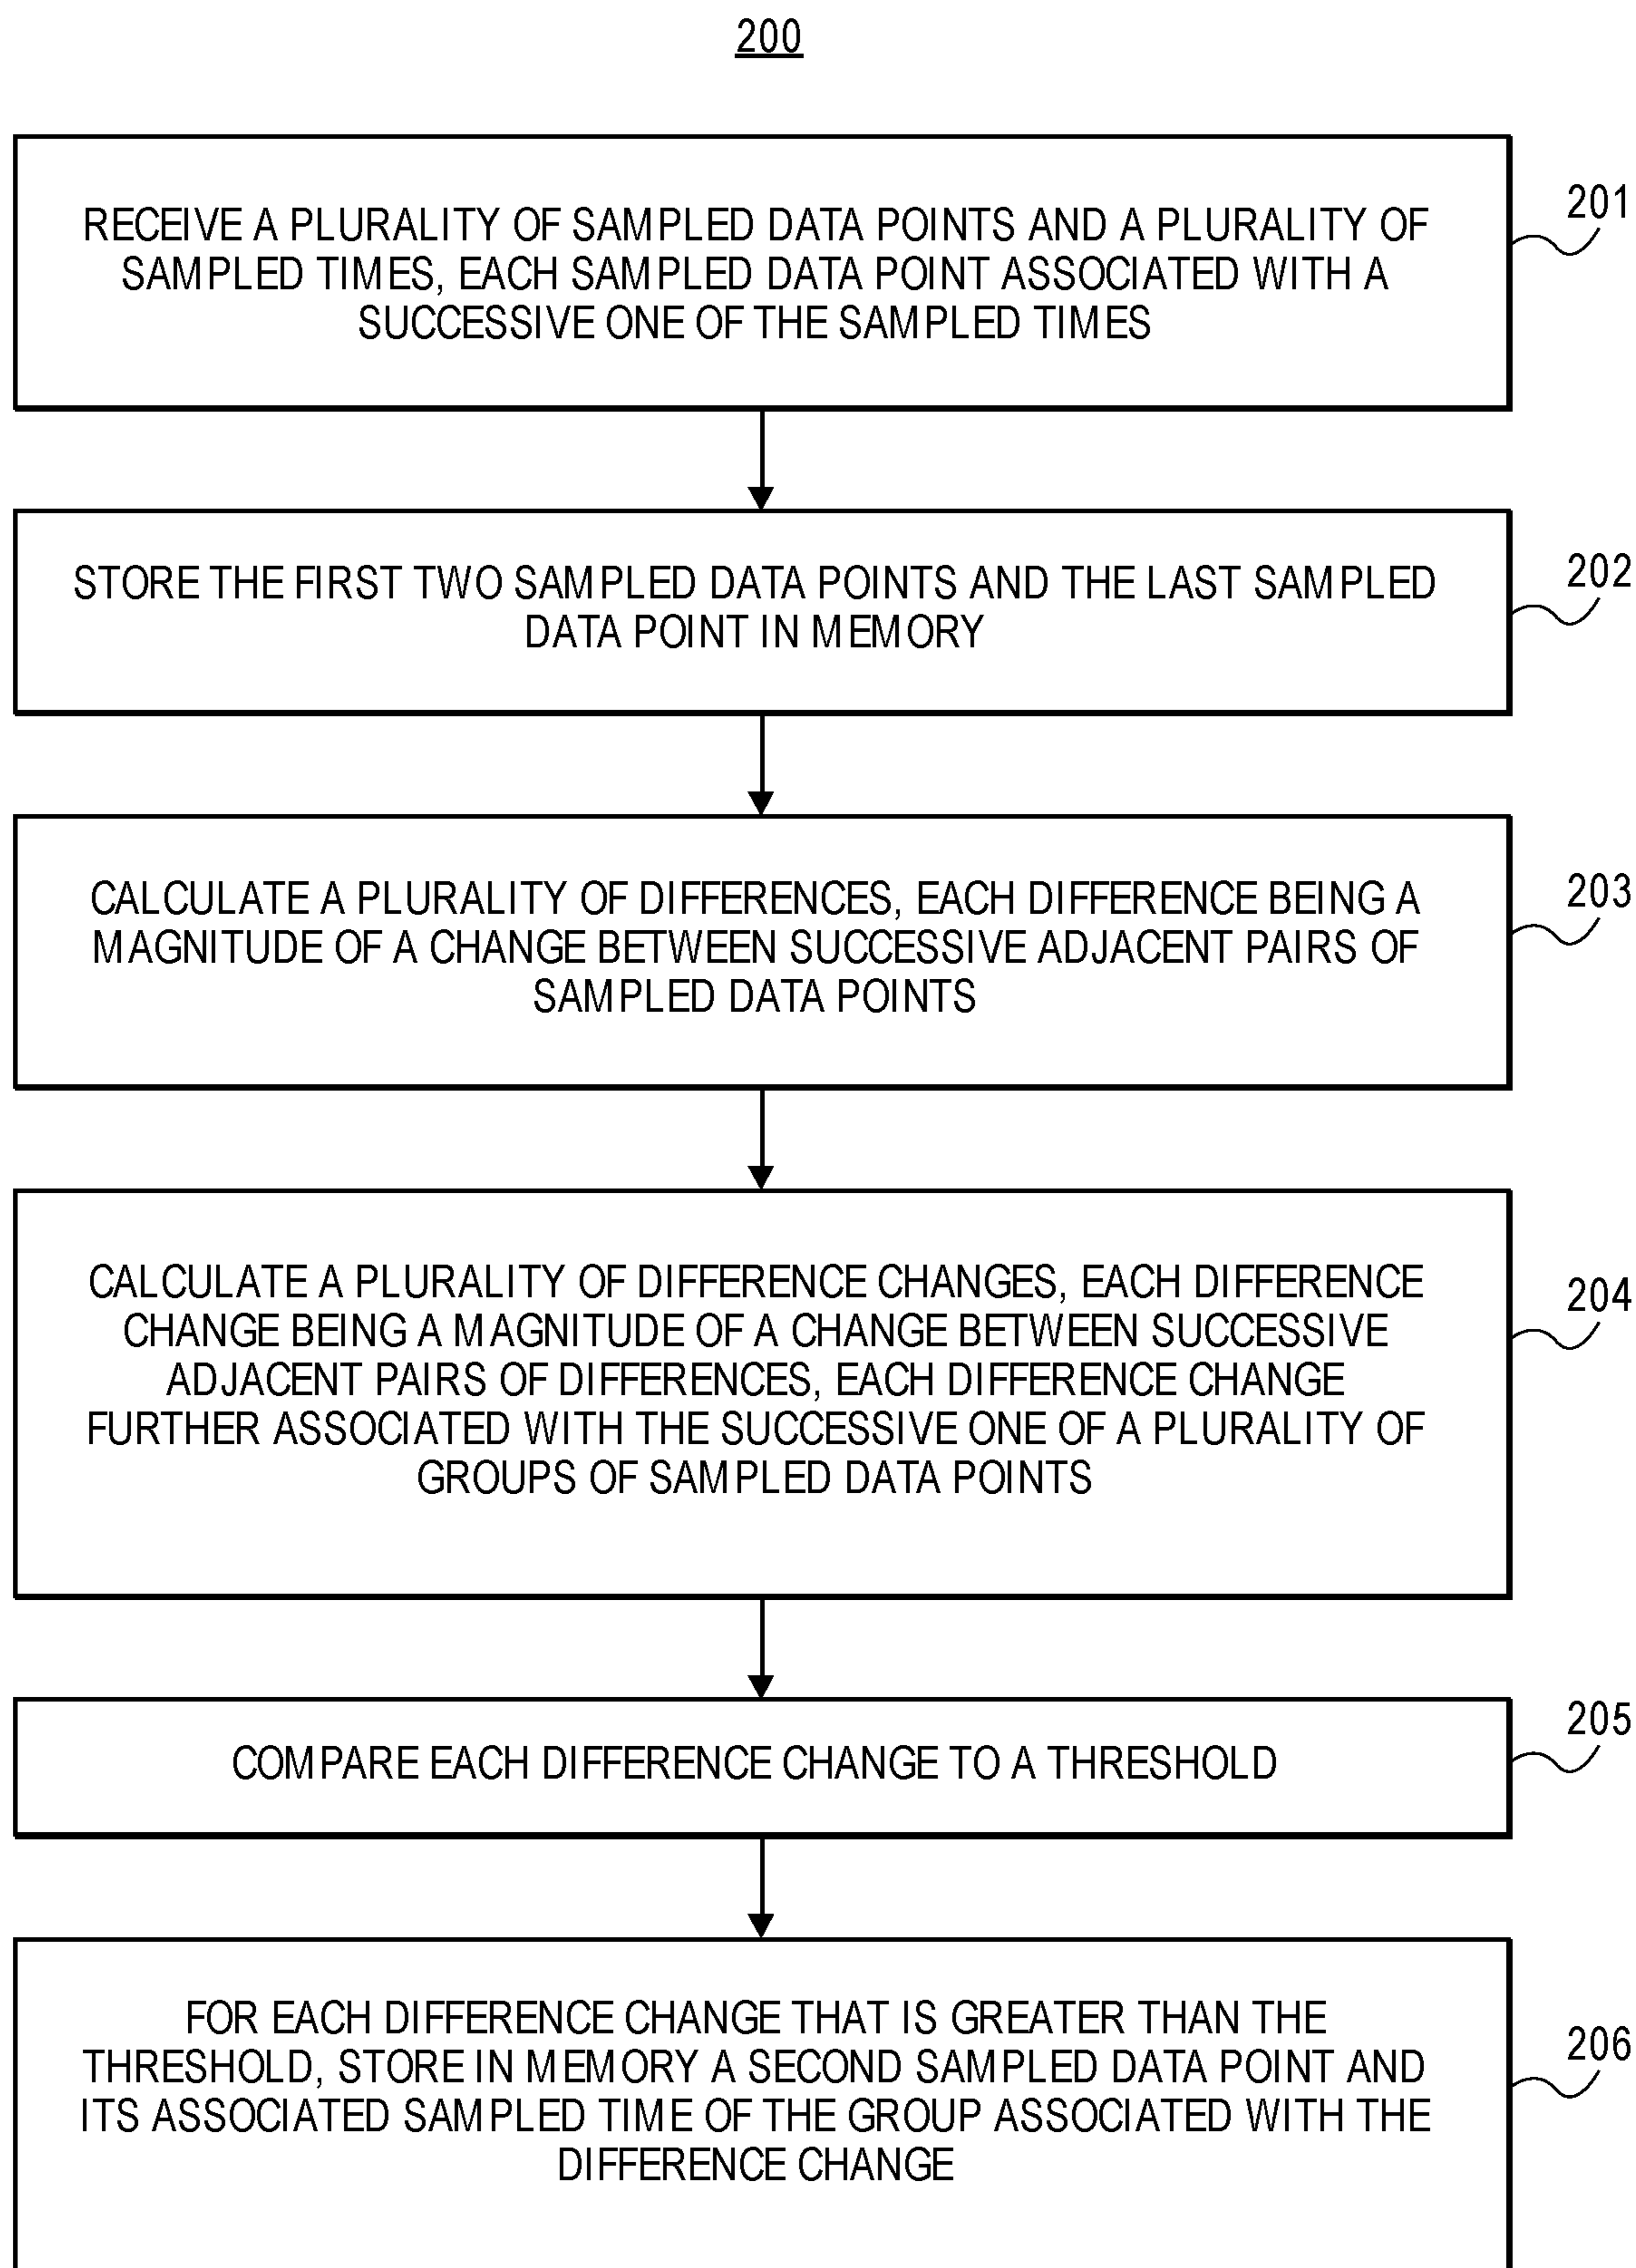 200
RECEIVE A PLURALITY OF SAMPLED DATA POINTS AND A PLURALITY OF
SAMPLED TIMES, EACH SAMPLED DATA POINT ASSOCIATED WITH A
SUCCESSIVE ONE OF THE SAMPLED TIMES
201
STORE THE FIRST TWO SAMPLED DATA POINTS AND THE LAST SAMPLED
DATA POINT IN MEMORY
202
CALCULATE A PLURALITY OF DIFFERENCES, EACH DIFFERENCE BEING A
MAGNITUDE OF A CHANGE BETWEEN SUCCESSIVE ADJACENT PAIRS OF
SAMPLED DATA POINTS
203
CALCULATE A PLURALITY OF DIFFERENCE CHANGES, EACH DIFFERENCE
CHANGE BEING A MAGNITUDE OF A CHANGE BETWEEN SUCCESSIVE
ADJACENT PAIRS OF DIFFERENCES, EACH DIFFERENCE CHANGE
FURTHER ASSOCIATED WITH THE SUCCESSIVE ONE OF A PLURALITY OF
GROUPS OF SAMPLED DATA POINTS
204
COMPARE EACH DIFFERENCE CHANGE TO A THRESHOLD
205
FOR EACH DIFFERENCE CHANGE THAT IS GREATER THAN THE
THRESHOLD, STORE IN MEMORY A SECOND SAMPLED DATA POINT AND
ITS ASSOCIATED SAMPLED TIME OF THE GROUP ASSOCIATED WITH THE
DIFFERENCE CHANGE
206